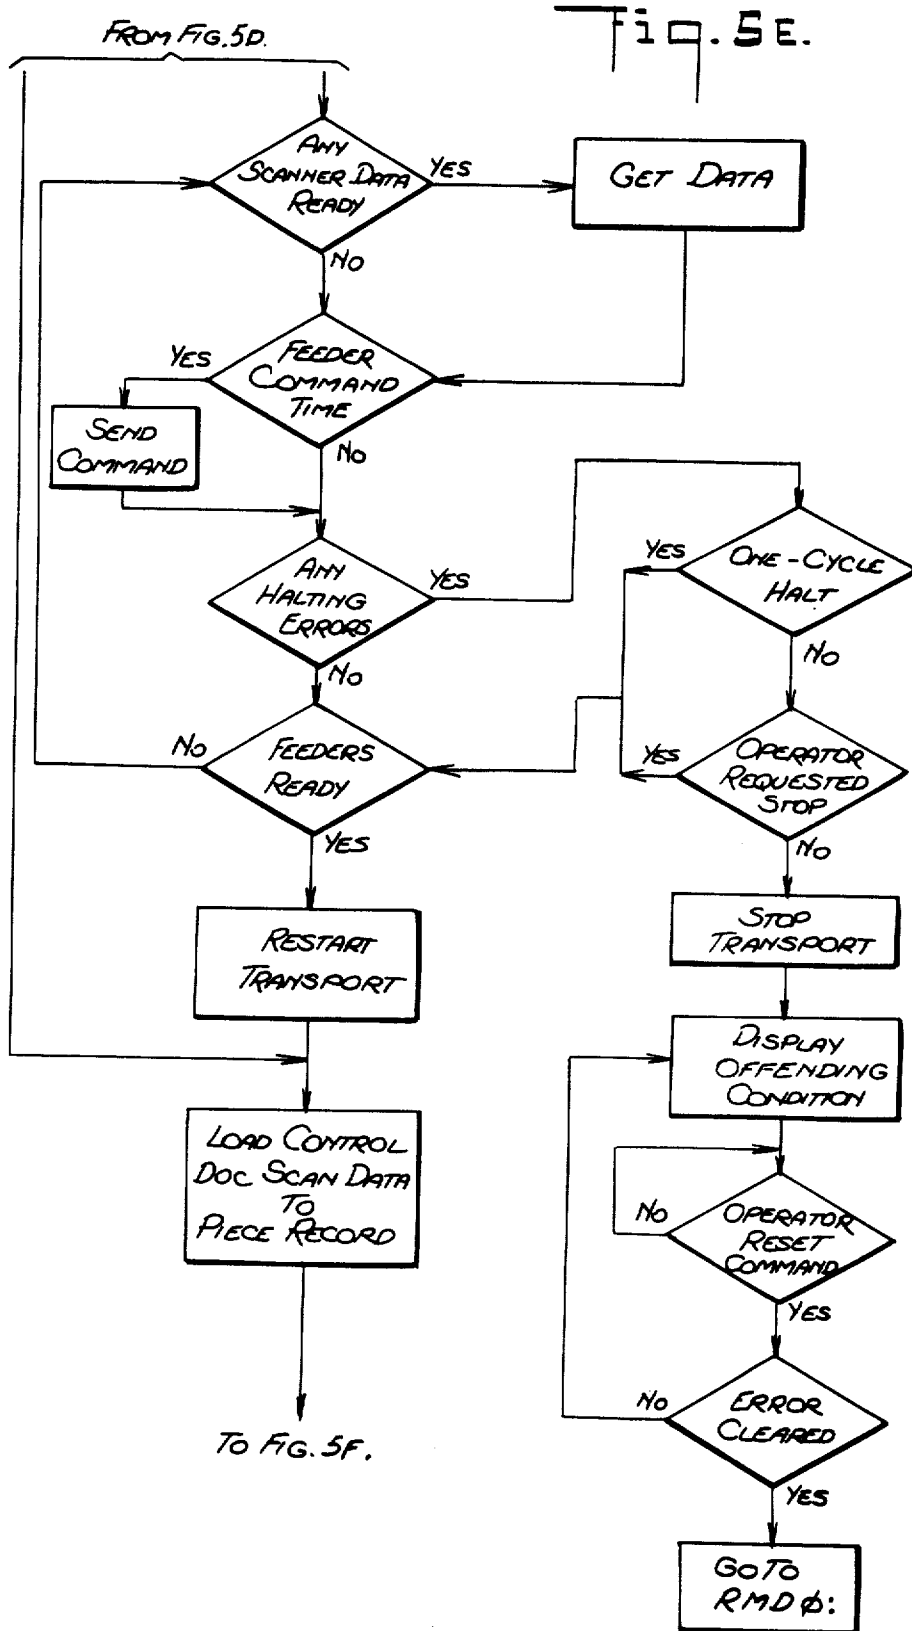 FROM FIG. 5D.
Fig. 5E.
ANY
SCANNER DATA
READY
YES
GET DATA
NO
YES
FEEDER
COMMAND
TIME
NO
SEND
COMMAND
ANY
HALTING
ERRORS
YES
NO
YES
ONE-CYCLE
HALT
NO
NO
FEEDERS
READY
YES
YES
OPERATOR
REQUESTED
STOP
NO
RESTART
TRANSPORT
STOP
TRANSPORT
DISPLAY
OFFENDING
CONDITION
LOAD CONTROL
DOC SCAN DATA
TO
PIECE RECORD
NO
OPERATOR
RESET
COMMAND
YES
TO FIG. 5F.
NO
ERROR
CLEARED
YES
GO TO
RMDφ: